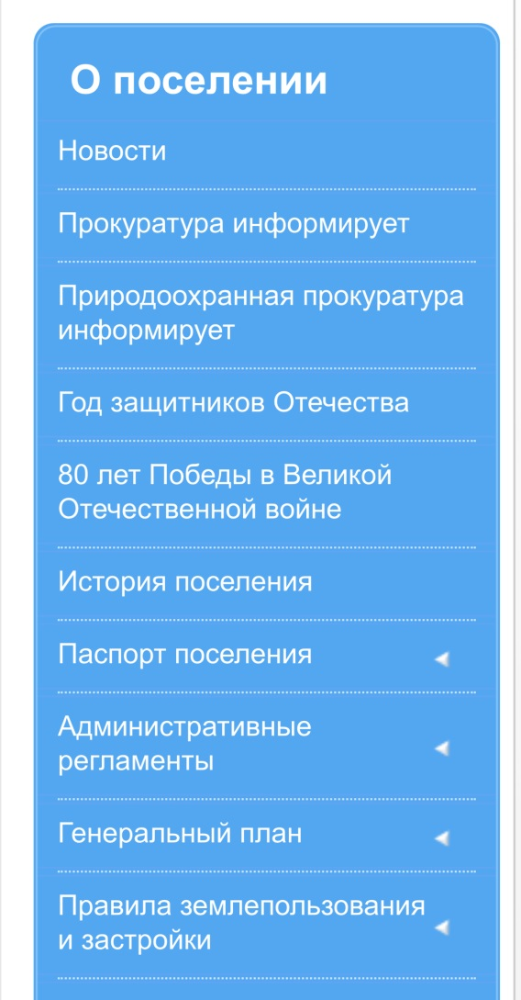 О поселении
Новости
Прокуратура информирует
Природоохранная прокуратура
информирует
Год защитников Отечества
80 лет Победы в Великой
Отечественной войне
История поселения
Паспорт поселения
Административные
регламенты
Генеральный план
Правила землепользования
и застройки